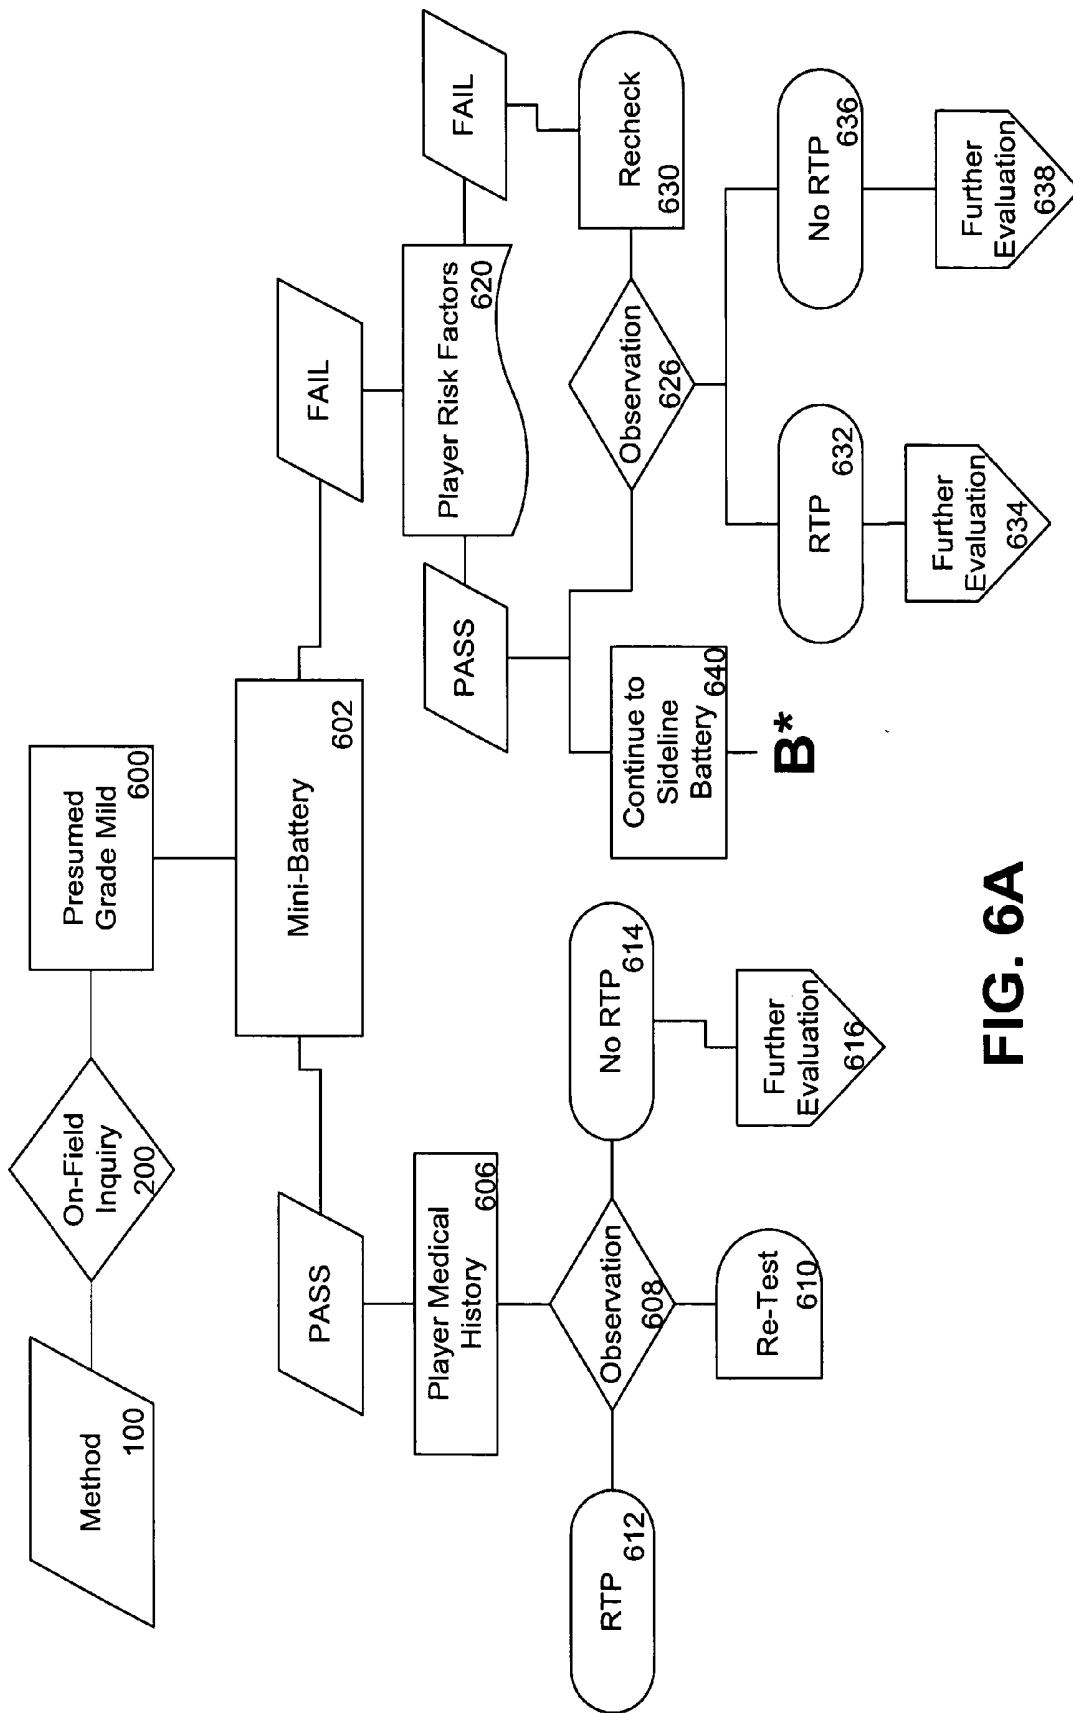 Method
100
On-Field
Inquiry
200
Presumed
Grade Mild
600
Mini-Battery
602
PASS
FAIL
Player Medical
History
606
Observation
608
RTP
612
Re-Test
610
No RTP
614
Further
Evaluation
616
Player Risk Factors
620
PASS
FAIL
Recheck
630
Observation
626
Continue to
Sideline
Battery
640
B*
RTP
632
Further
Evaluation
634
No RTP
636
Further
Evaluation
638
FIG. 6A